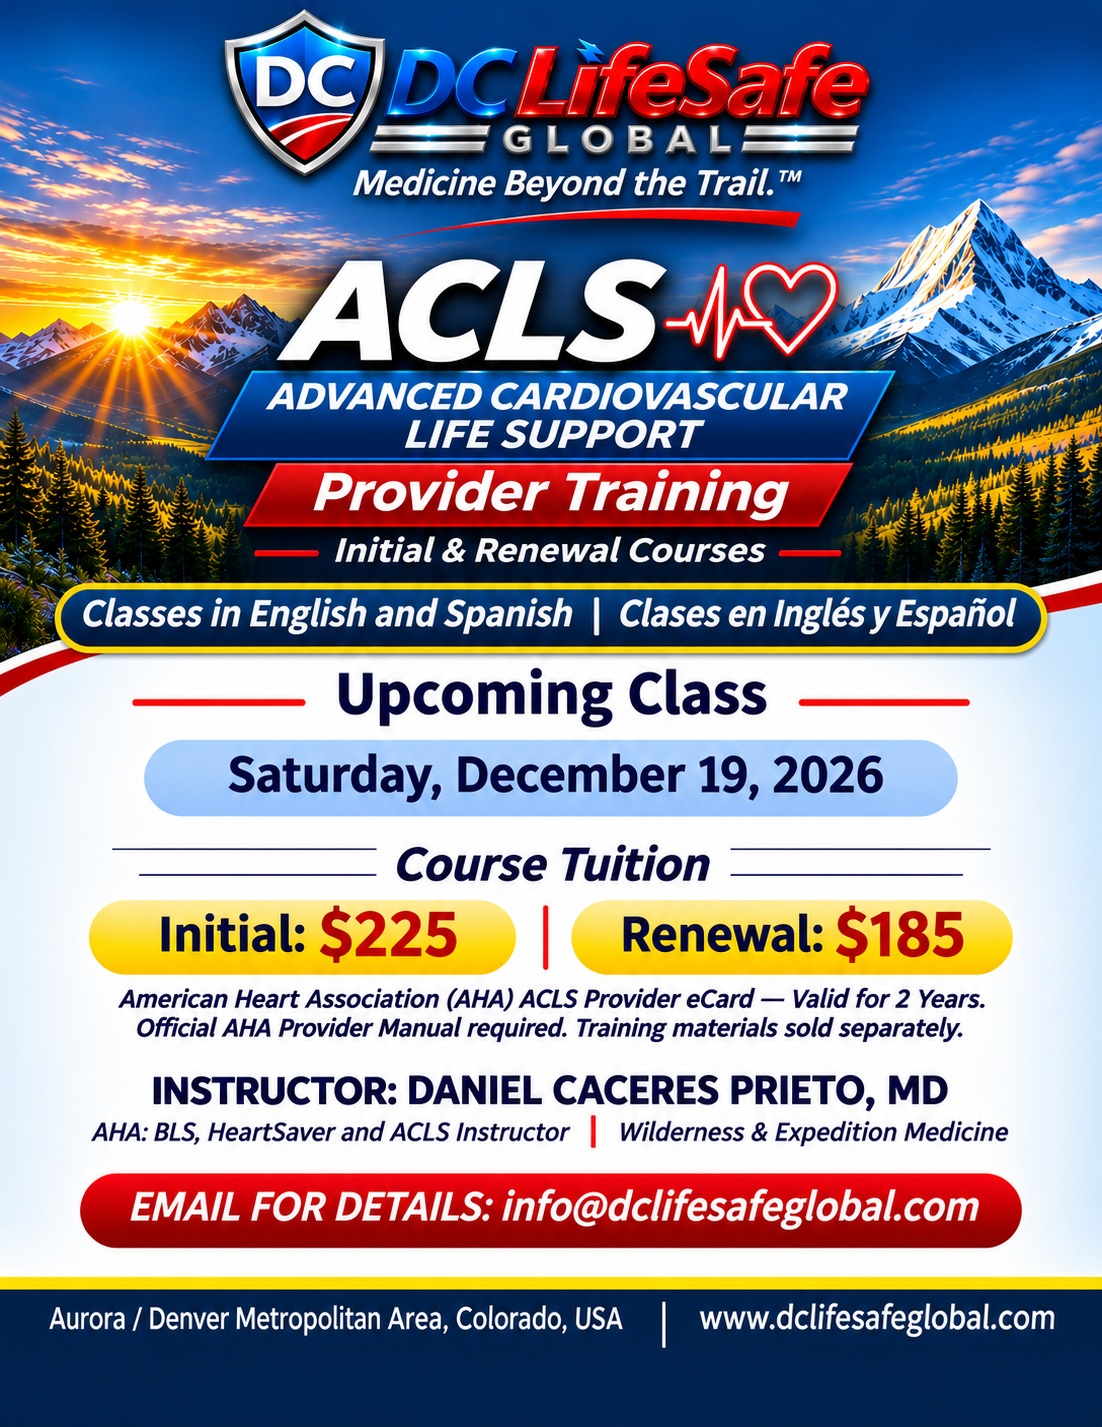 DC
DC LifeSafe
GLOBAL
Medicine Beyond the Trail.™
ACLS
ADVANCED CARDIOVASCULAR
LIFE SUPPORT
Provider Training
Initial & Renewal Courses
Classes in English and Spanish | Clases en Inglés y Español
Upcoming Class
Saturday, December 19, 2026
Course Tuition
Initial: $225 | Renewal: $185
American Heart Association (AHA) ACLS Provider eCard — Valid for 2 Years.
Official AHA Provider Manual required. Training materials sold separately.
INSTRUCTOR: DANIEL CACERES PRIETO, MD
AHA: BLS, HeartSaver and ACLS Instructor | Wilderness & Expedition Medicine
EMAIL FOR DETAILS: info@dclifesafeglobal.com
Aurora / Denver Metropolitan Area, Colorado, USA | www.dclifesafeglobal.com